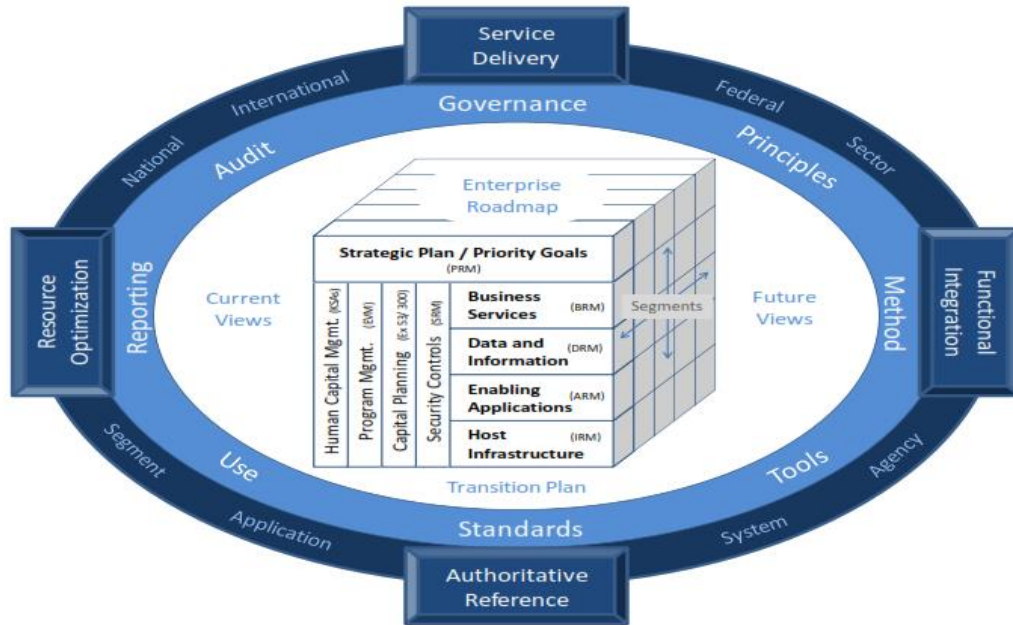 Service
Delivery
International
Federal
National
Sector
Governance
Audit
Principles
Enterprise
Roadmap
Strategic Plan / Priority Goals
(PRM)
Resource
Optimization
Reporting
Current
Views
Human Capital Mgmt. (KSAs)
Program Mgmt. (EVM)
Capital Planning (Ex 53/ 300)
Security Controls (SRM)
Business
Services (BRM)
Data and
Information (DRM)
Enabling
Applications (ARM)
Host (IRM)
Infrastructure
Segments
Future
Views
Method
Functional
Integration
Transition Plan
Use
Tools
Standards
Segment
Agency
Application
System
Authoritative
Reference